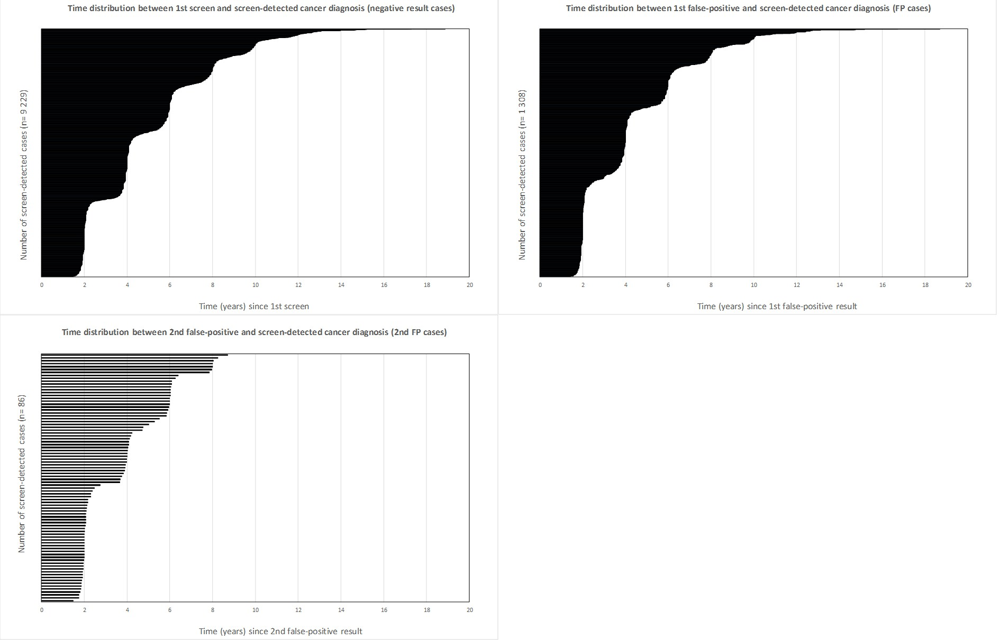 Time distribution between 1st screen and screen-detected cancer diagnosis (negative result cases)
Number of screen-detected cases (n= 9 229)
0 2 4 6 8 10 12 14 16 18 20
Time (years) since 1st screen
Time distribution between 1st false-positive and screen-detected cancer diagnosis (FP cases)
Number of screen-detected cases (n= 1 308)
0 2 4 6 8 10 12 14 16 18 20
Time (years) since 1st false-positive result
Time distribution between 2nd false-positive and screen-detected cancer diagnosis (2nd FP cases)
Number of screen-detected cases (n= 86)
0 2 4 6 8 10 12 14 16 18 20
Time (years) since 2nd false-positive result